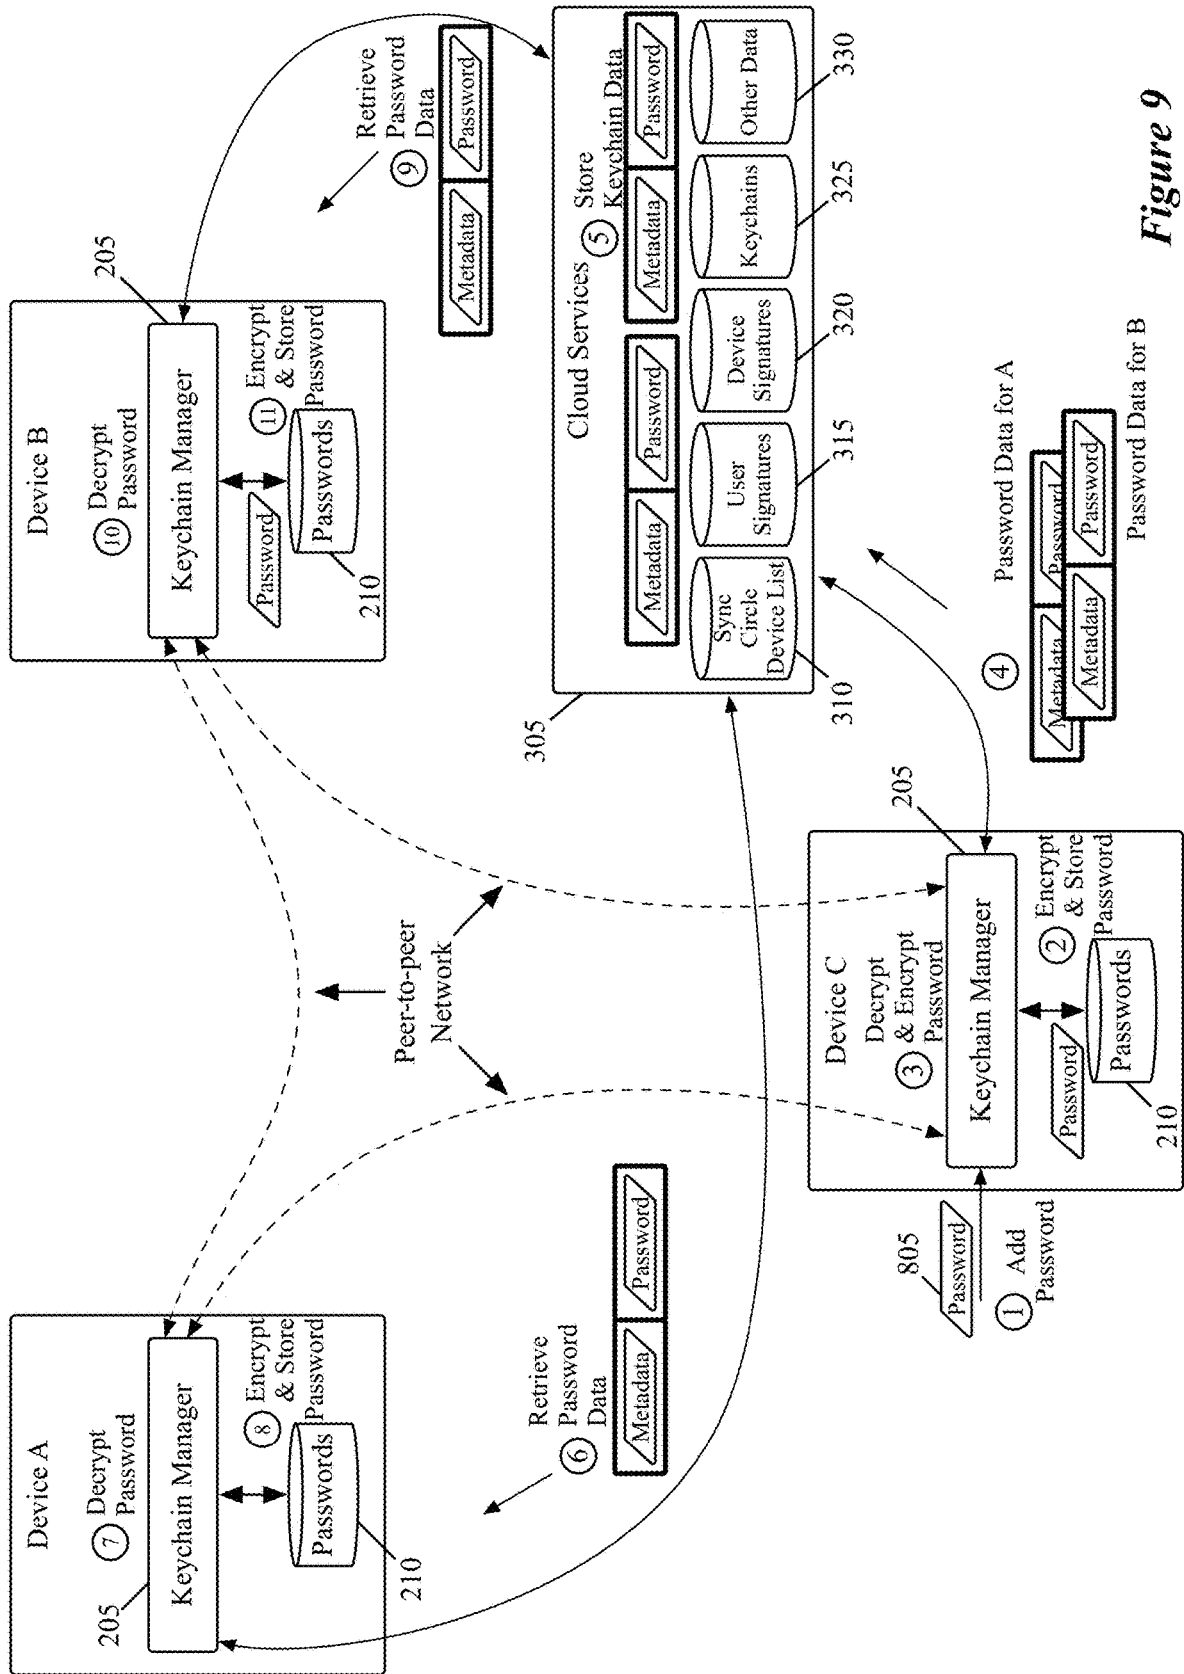 Device A
7
Decrypt
Password
205
Keychain Manager
8
Encrypt
& Store
Password
Passwords
210
Device B
10
Decrypt
Password
205
Keychain Manager
11
Encrypt
& Store
Password
Password
Passwords
210
Peer-to-peer
Network
Retrieve
Password
Data
9
Metadata
Password
Retrieve
Password
Data
6
Metadata
Password
305
Cloud Services
5
Store
Keychain Data
Metadata
Password
Metadata
Password
Sync
Circle
Device List
User
Signatures
Device
Signatures
Keychains
Other Data
310
315
320
325
330
Device C
Decrypt
& Encrypt
Password
3
205
Keychain Manager
2
Encrypt
& Store
Password
Password
Passwords
210
805
Password
1
Add
Password
4
Password Data for A
Metadata
Password
Metadata
Password
Password Data for B
Figure 9